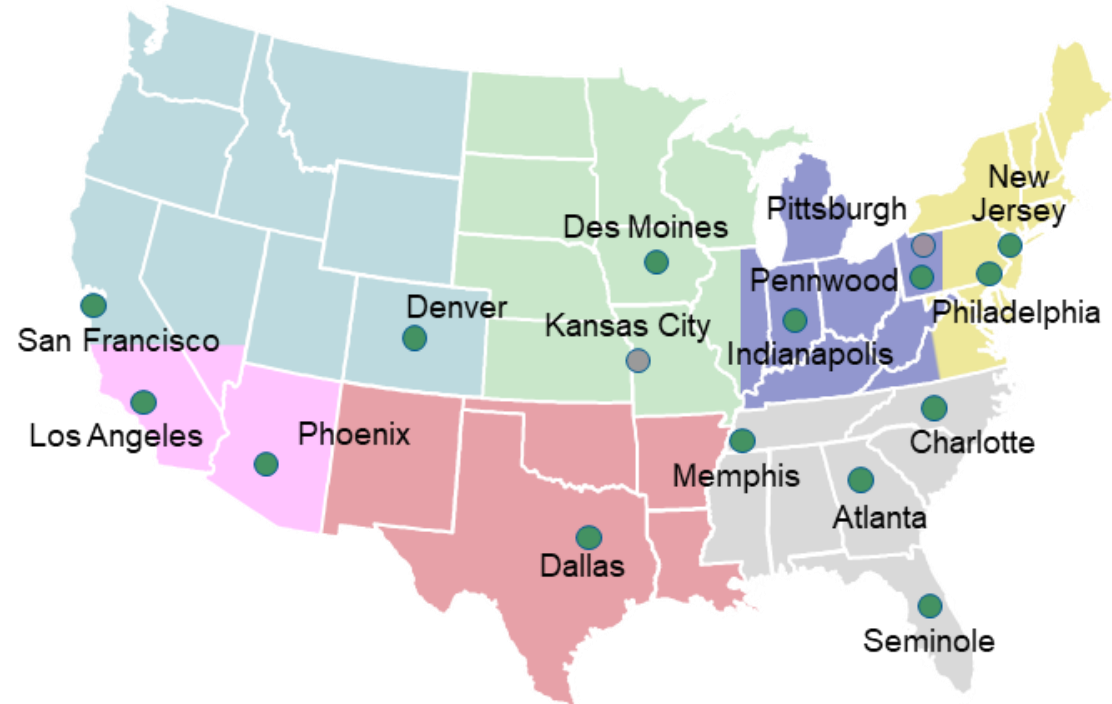 New
Jersey
Pittsburgh
Des Moines
Pennwood
Denver
Philadelphia
Kansas City
San Francisco
Indianapolis
Los Angeles
Phoenix
Charlotte
Memphis
Atlanta
Dallas
Seminole